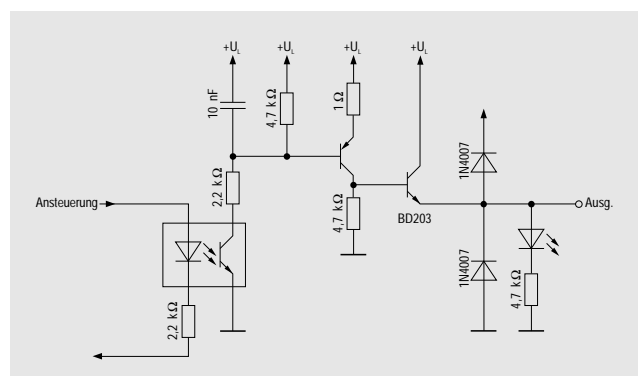 +U_L
+U_L
+U_L
+U_L
10 nF
4,7 kΩ
1 Ω
1N4007
2,2 kΩ
Ansteuerung
4,7 kΩ
BD203
Ausg.
1N4007
4,7 kΩ
2,2 kΩ